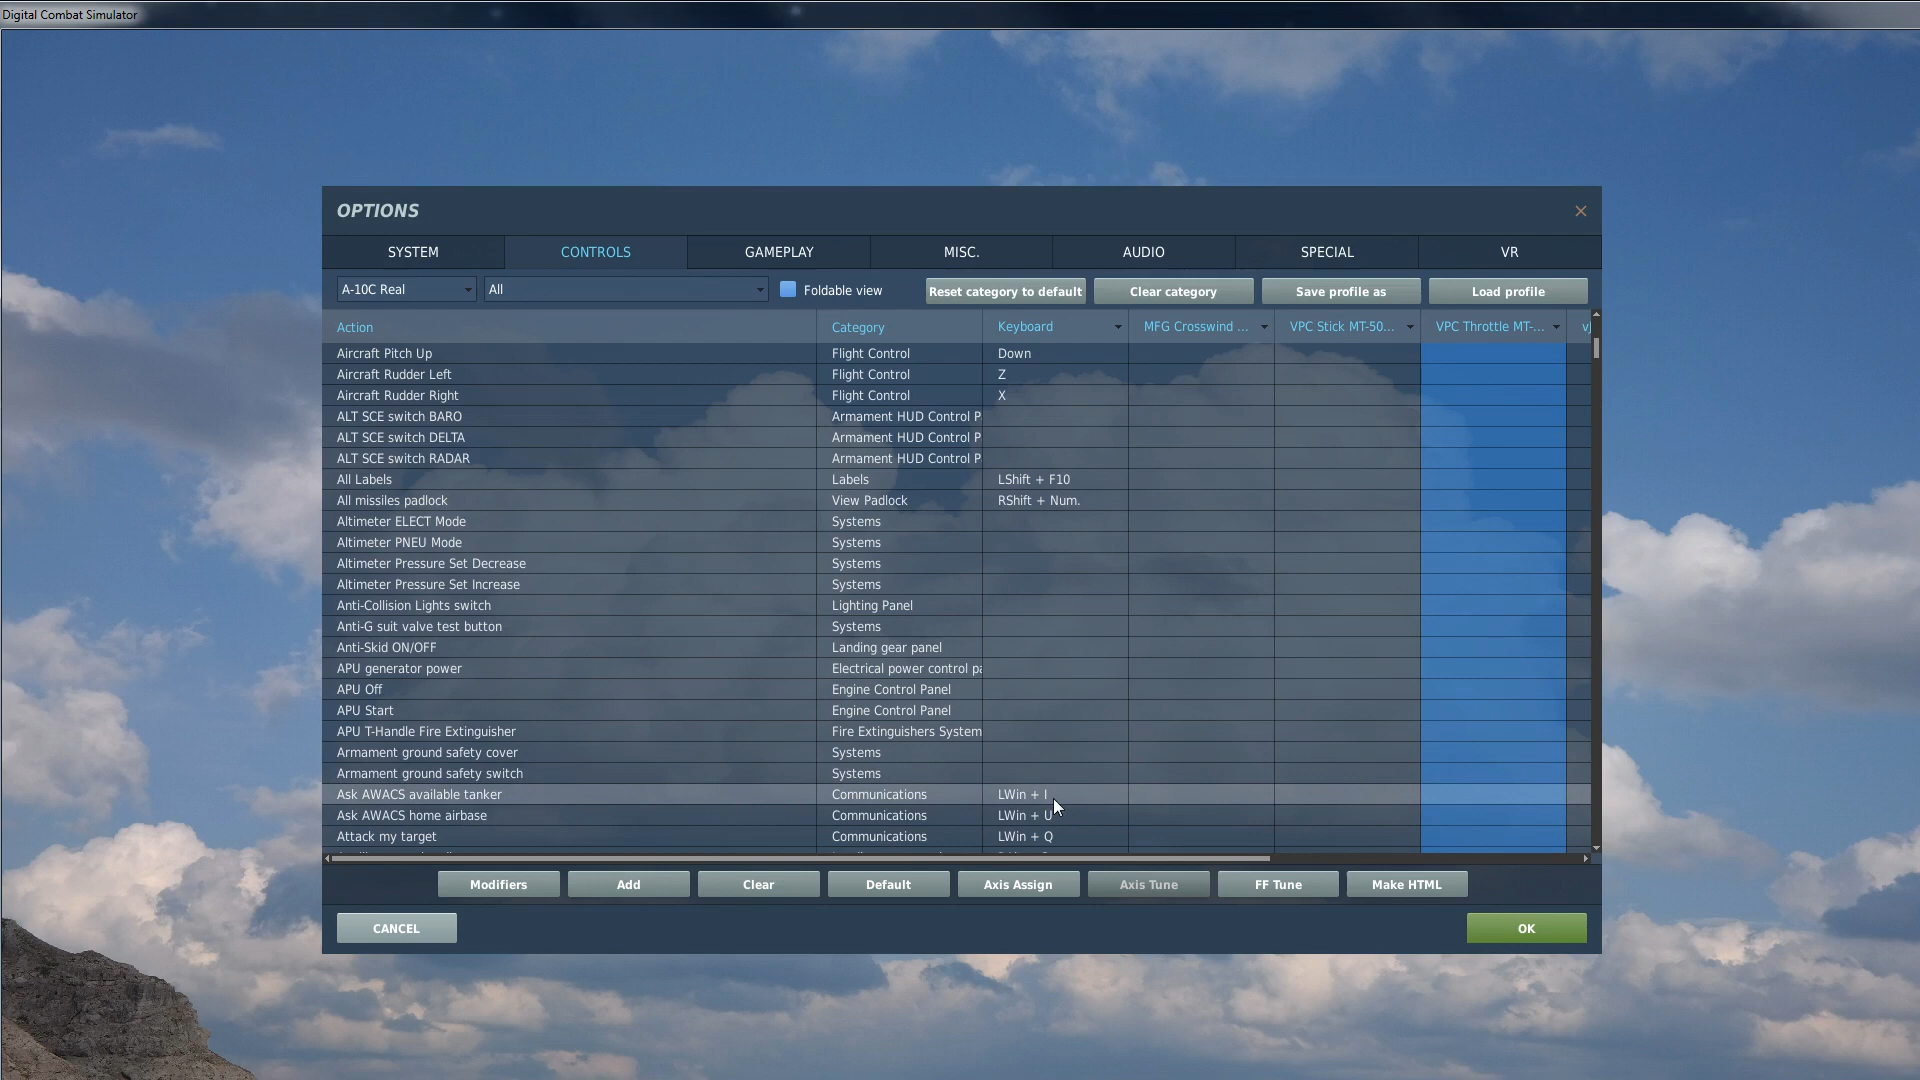 Digital Combat Simulator
OPTIONS
SYSTEM CONTROLS GAMEPLAY MISC. AUDIO SPECIAL VR
A-10C Real All Foldable view Reset category to default Clear category Save profile as Load profile
Action Category Keyboard MFG Crosswind ... VPC Stick MT-50... VPC Throttle MT-...
Aircraft Pitch Up Flight Control Down
Aircraft Rudder Left Flight Control Z
Aircraft Rudder Right Flight Control X
ALT SCE switch BARO Armament HUD Control P
ALT SCE switch DELTA Armament HUD Control P
ALT SCE switch RADAR Armament HUD Control P
All Labels Labels LShift + F10
All missiles padlock View Padlock RShift + Num.
Altimeter ELECT Mode Systems
Altimeter PNEU Mode Systems
Altimeter Pressure Set Decrease Systems
Altimeter Pressure Set Increase Systems
Anti-Collision Lights switch Lighting Panel
Anti-G suit valve test button Systems
Anti-Skid ON/OFF Landing gear panel
APU generator power Electrical power control pa
APU Off Engine Control Panel
APU Start Engine Control Panel
APU T-Handle Fire Extinguisher Fire Extinguishers System
Armament ground safety cover Systems
Armament ground safety switch Systems
Ask AWACS available tanker Communications LWin + I
Ask AWACS home airbase Communications LWin + U
Attack my target Communications LWin + Q
Modifiers Add Clear Default Axis Assign Axis Tune FF Tune Make HTML
CANCEL OK